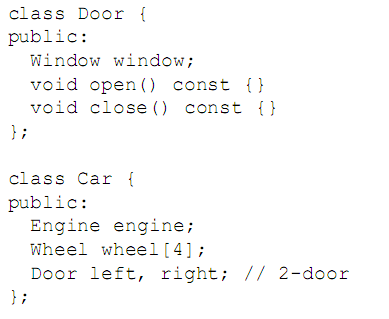 class Door {
public:
  Window window;
  void open() const {}
  void close() const {}
};

class Car {
public:
  Engine engine;
  Wheel wheel[4];
  Door left, right; // 2-door
};